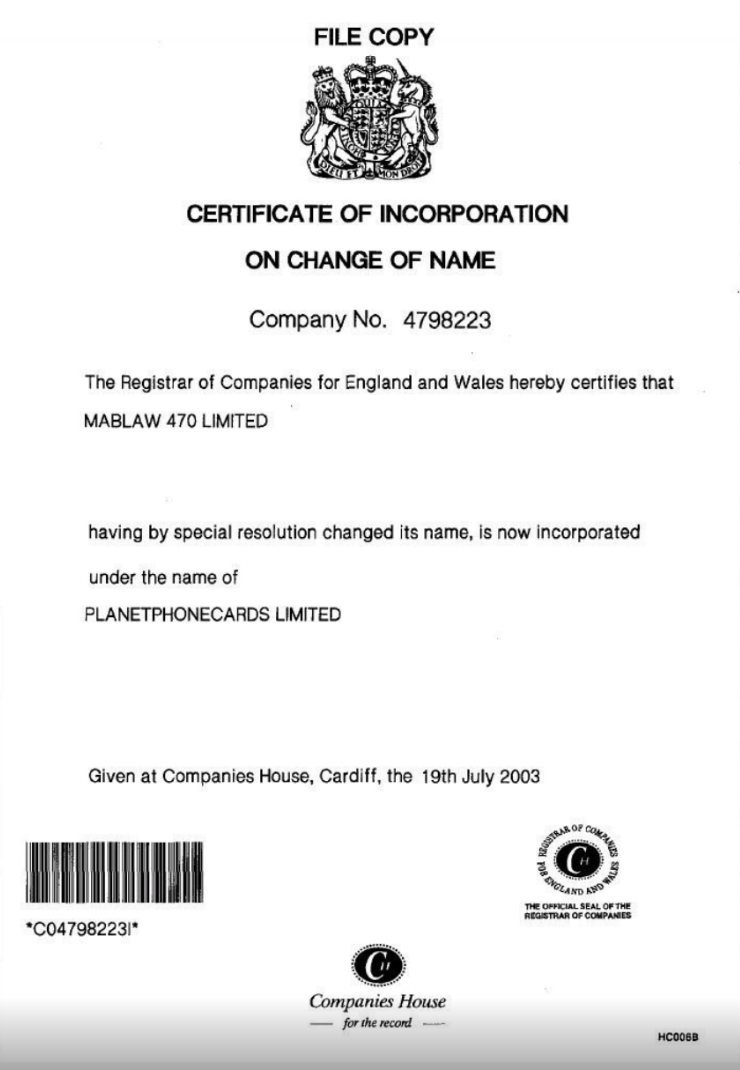 FILE COPY
DIEU ET MON DROIT
CERTIFICATE OF INCORPORATION
ON CHANGE OF NAME
Company No. 4798223
The Registrar of Companies for England and Wales hereby certifies that
MABLAW 470 LIMITED
having by special resolution changed its name, is now incorporated
under the name of
PLANETPHONECARDS LIMITED
Given at Companies House, Cardiff, the 19th July 2003
REGISTRAR OF COMPANIES
FOR ENGLAND AND WALES
CH
THE OFFICIAL SEAL OF THE
REGISTRAR OF COMPANIES
*C04798223I*
CH
Companies House
for the record
HC006B